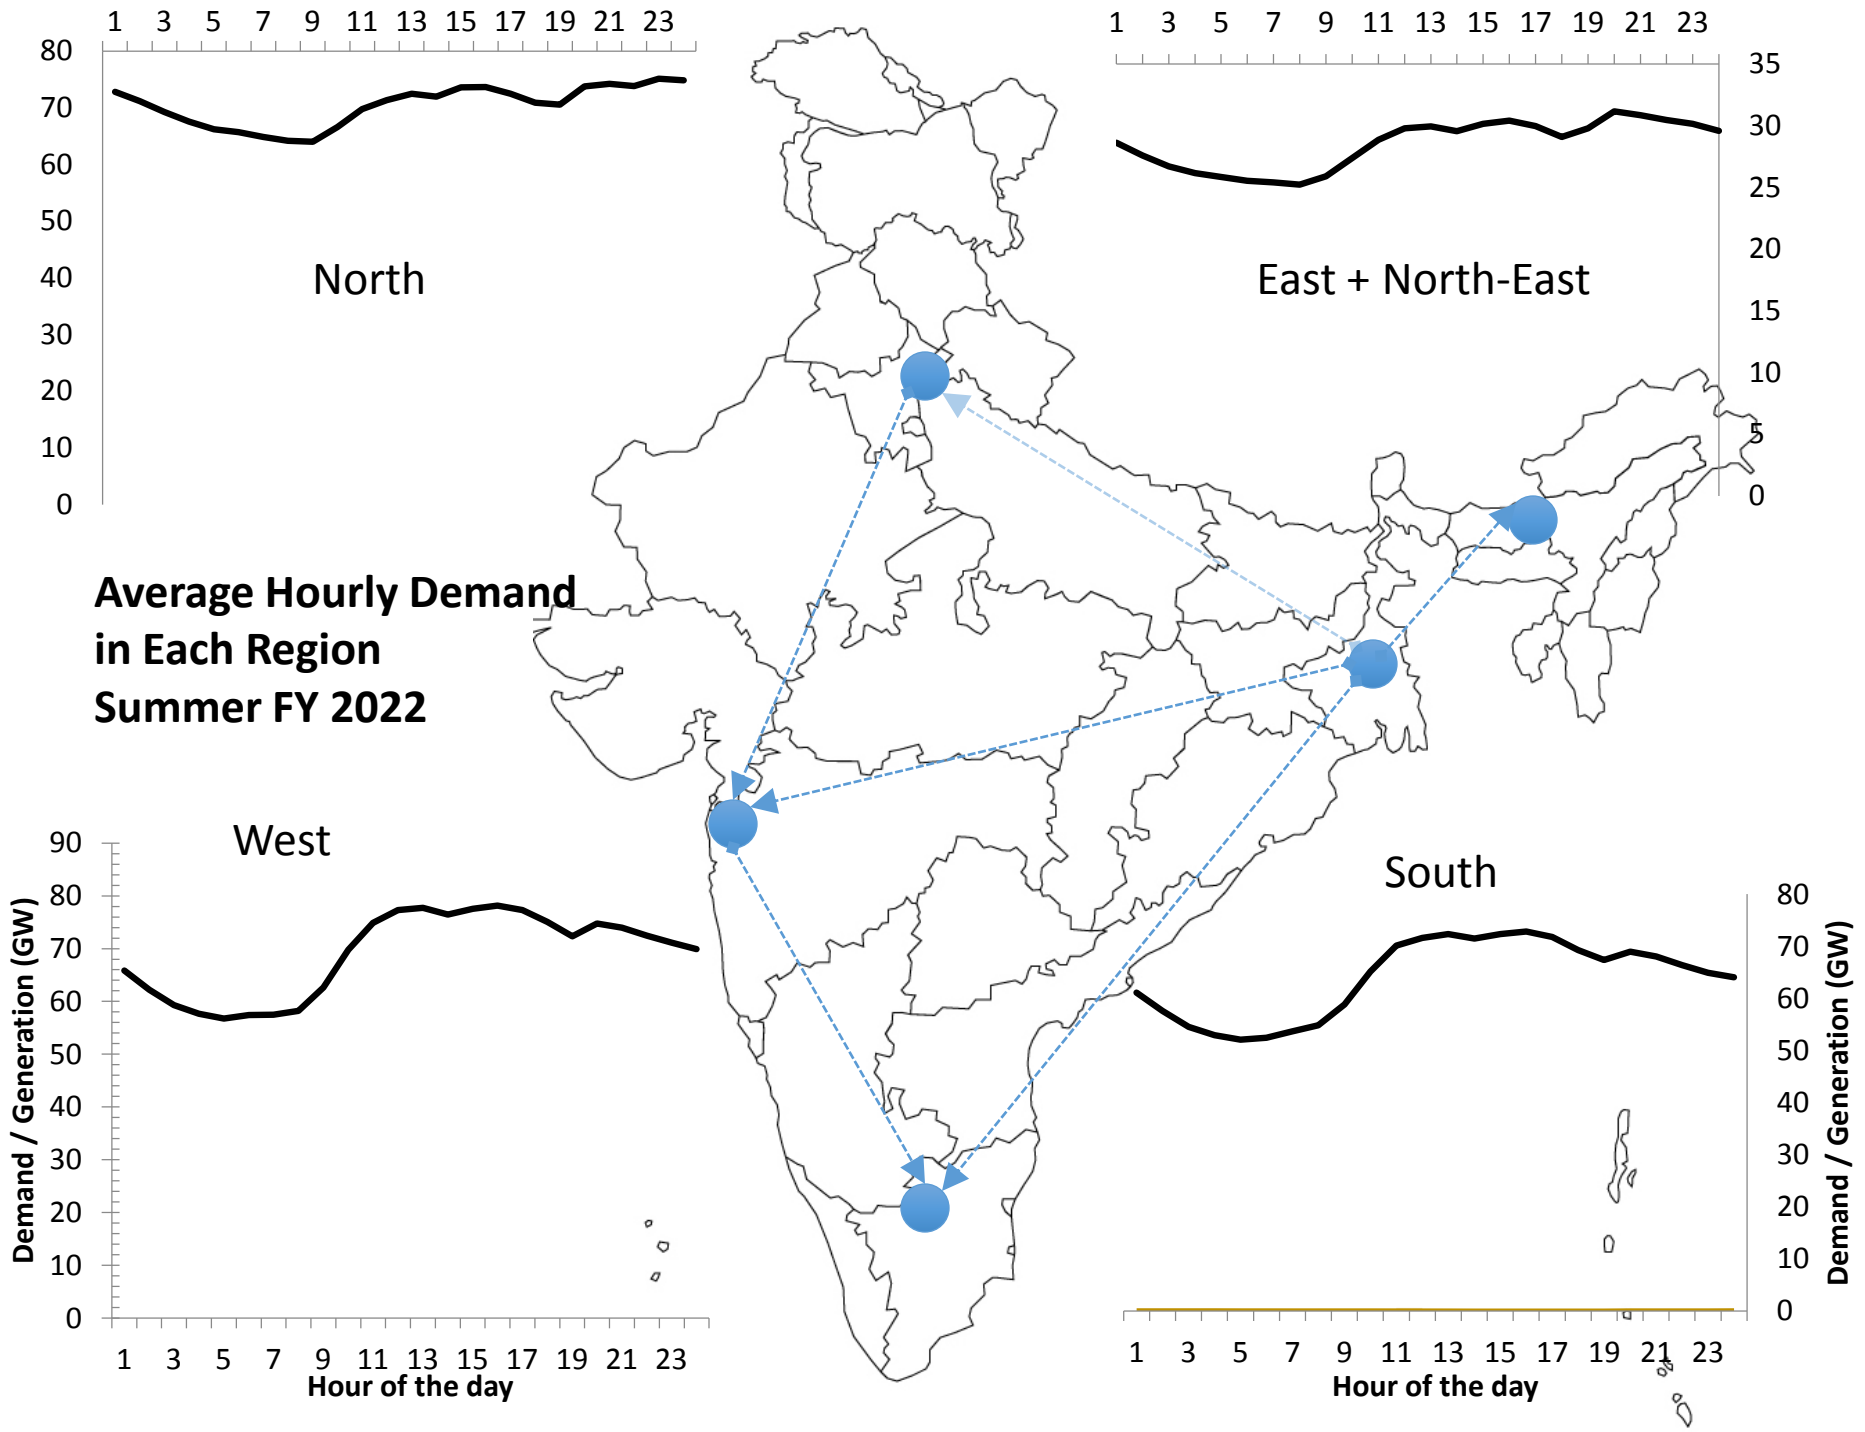 1 3 5 7 9 11 13 15 17 19 21 23
80
70
60
50
40
30
20
10
0
North
1 3 5 7 9 11 13 15 17 19 21 23
35
30
25
20
15
10
5
0
East + North-East
Average Hourly Demand
in Each Region
Summer FY 2022
West
Demand / Generation (GW)
90
80
70
60
50
40
30
20
10
0
1 3 5 7 9 11 13 15 17 19 21 23
Hour of the day
South
80
70
60
50
40
30
20
10
0
Demand / Generation (GW)
1 3 5 7 9 11 13 15 17 19 21 23
Hour of the day